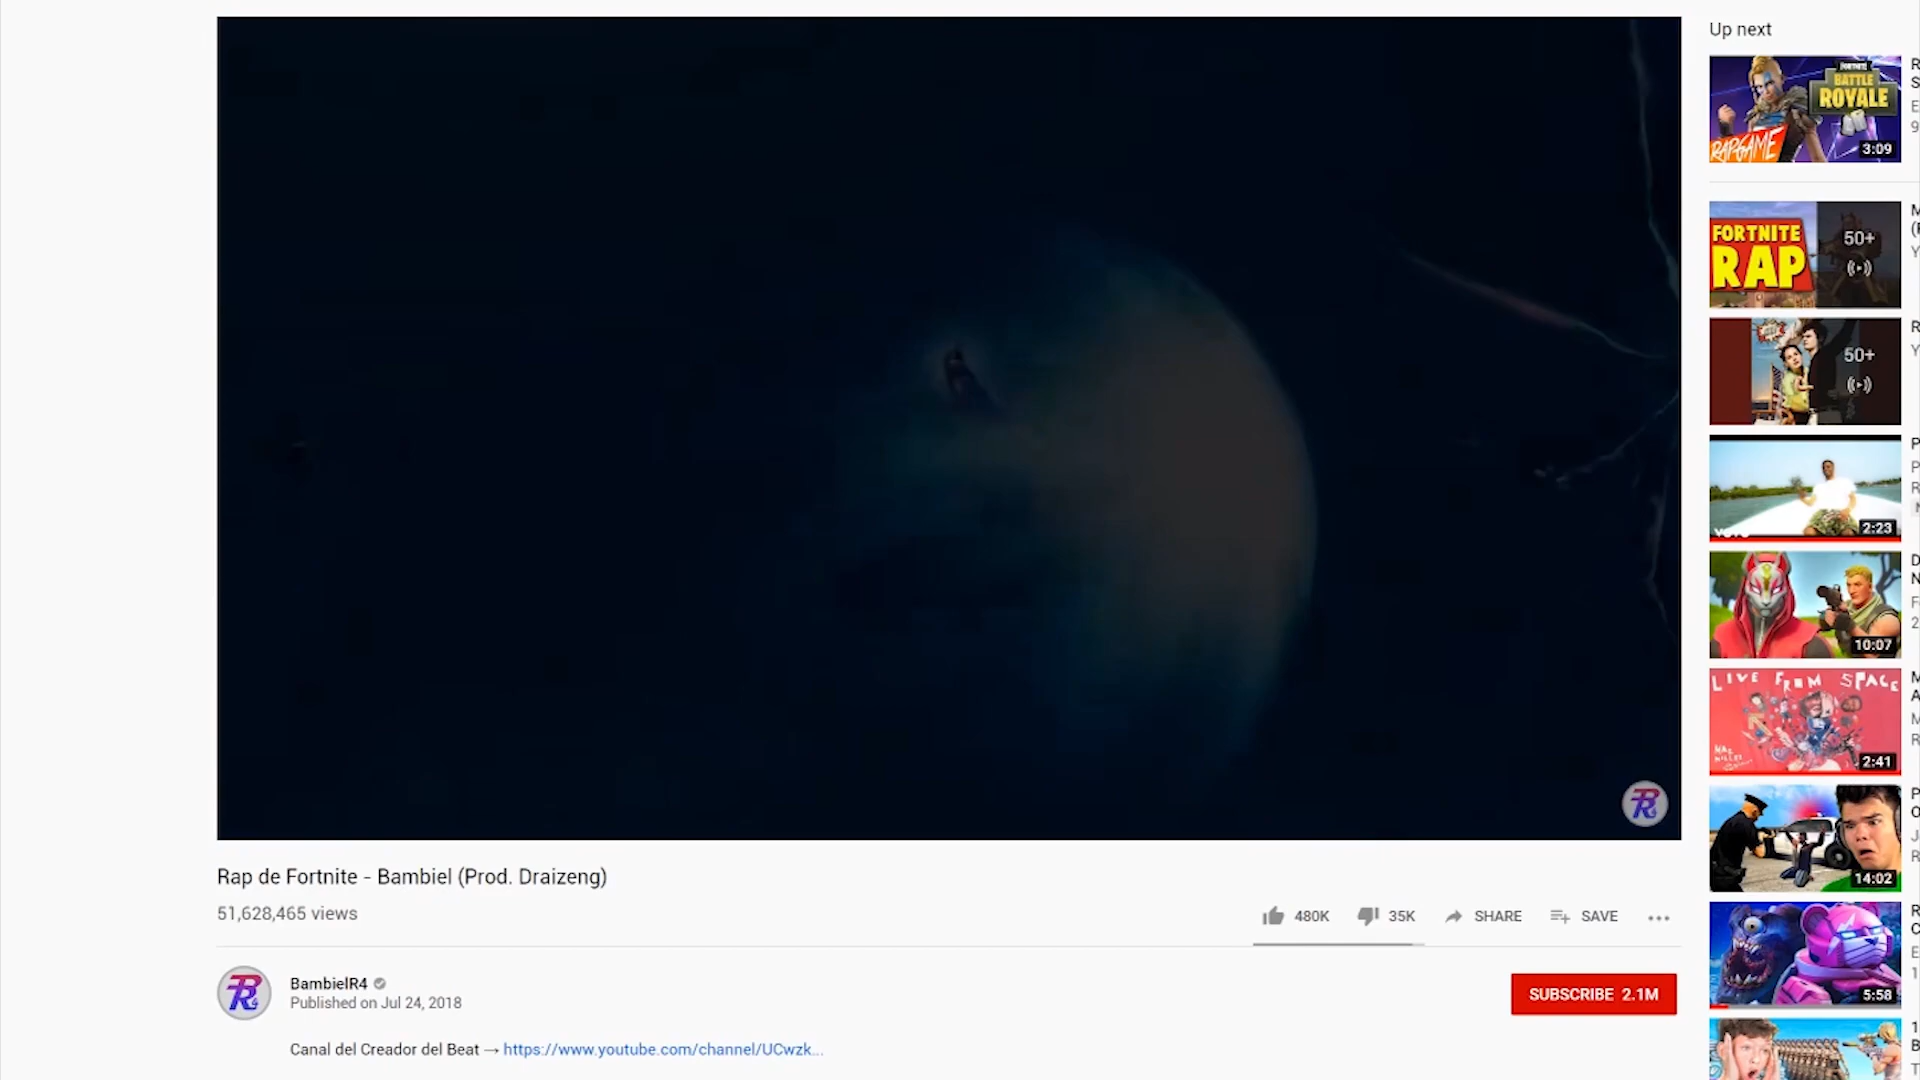 Up next
FORTNITE
BATTLE
ROYALE
RAPGAME
3:09
FORTNITE
RAP
50+
50+
2:23
10:07
LIVE FROM SPACE
MAC
MILLER
2:41
14:02
5:58
Rap de Fortnite - Bambiel (Prod. Draizeng)
51,628,465 views
480K
35K
SHARE
SAVE
BambielR4
Published on Jul 24, 2018
SUBSCRIBE 2.1M
Canal del Creador del Beat → https://www.youtube.com/channel/UCwzk...